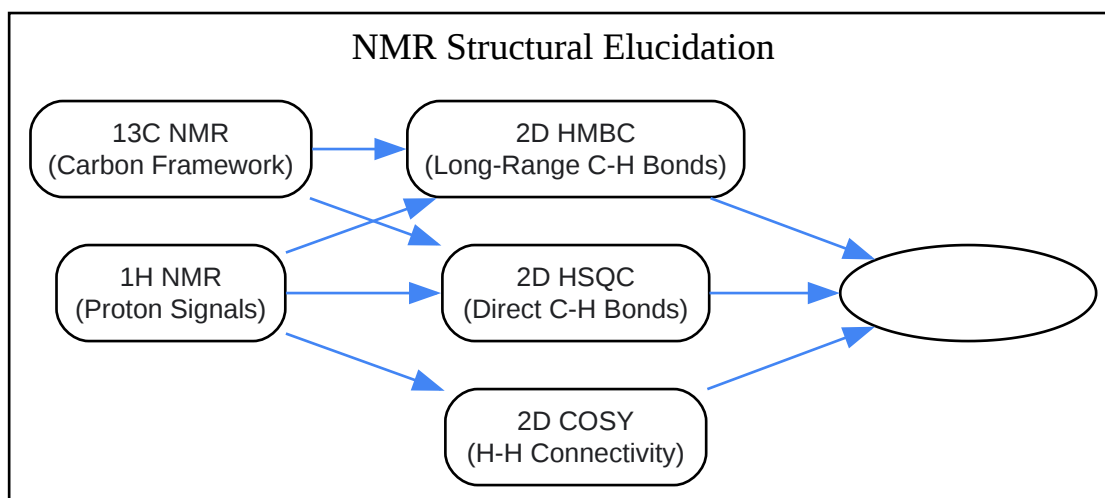 NMR Structural Elucidation
13C NMR
(Carbon Framework)
2D HMBC
(Long-Range C-H Bonds)
1H NMR
(Proton Signals)
2D HSQC
(Direct C-H Bonds)
2D COSY
(H-H Connectivity)